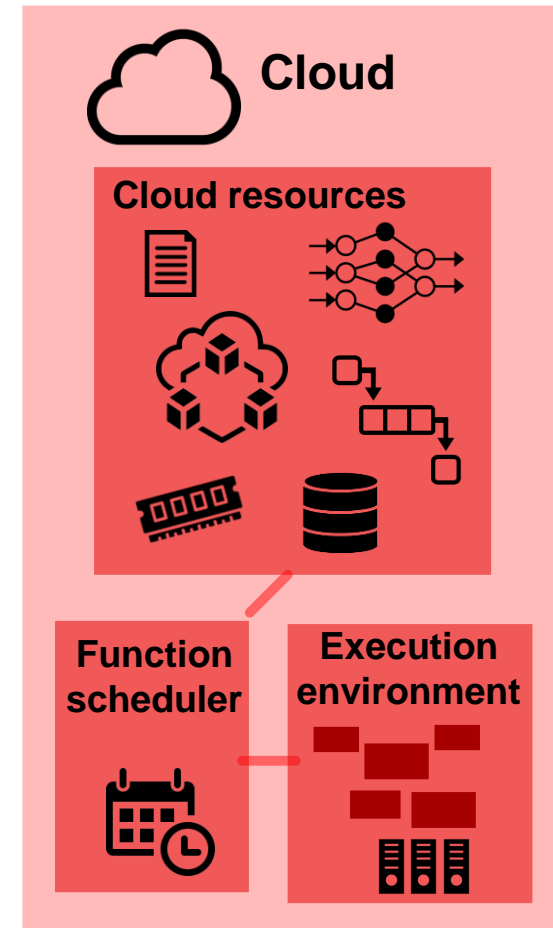 Cloud
Cloud resources
Function
scheduler
Execution
environment